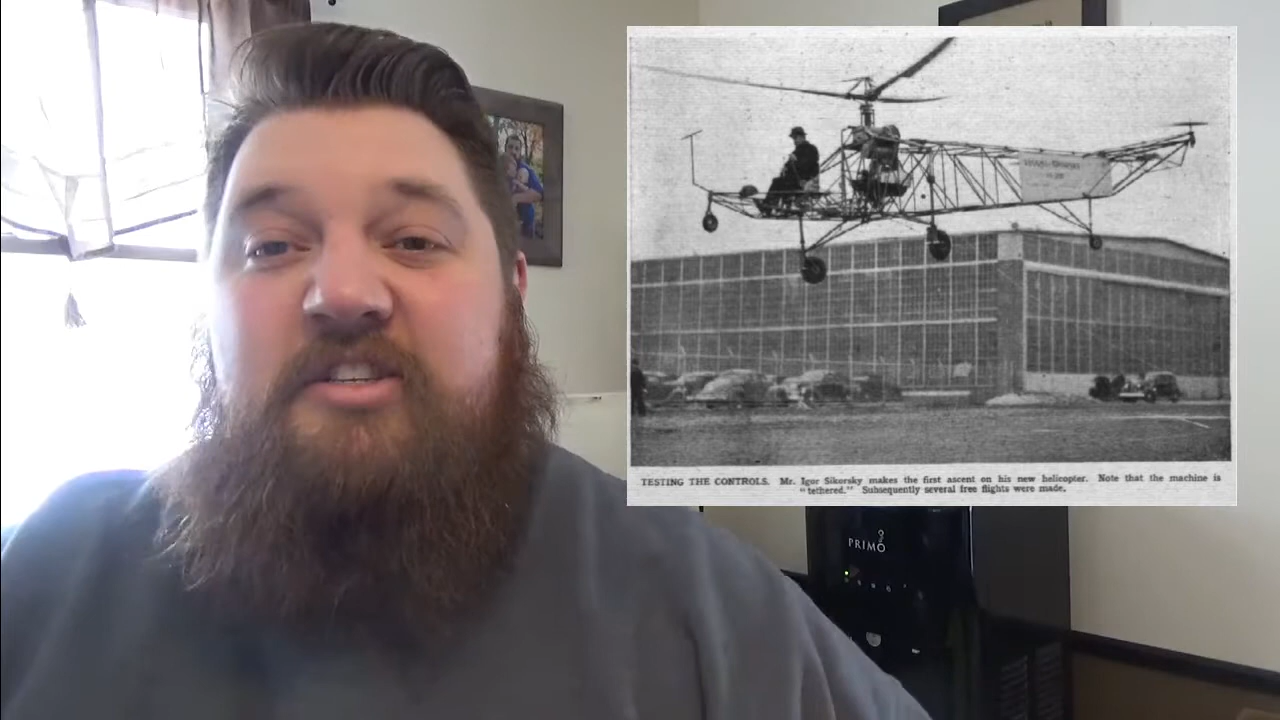 TESTING THE CONTROLS. Mr. Igor Sikorsky makes the first ascent on his new helicopter. Note that the machine is
"tethered." Subsequently several free flights were made.
PRIMO